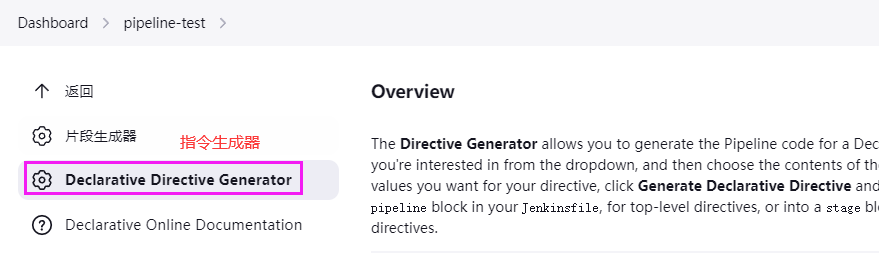 Dashboard > pipeline-test >
返回
片段生成器
指令生成器
Declarative Directive Generator
Declarative Online Documentation
Overview
The Directive Generator allows you to generate the Pipeline code for a Dec
you're interested in from the dropdown, and then choose the contents of the
values you want for your directive, click Generate Declarative Directive and
pipeline block in your Jenkinsfile, for top-level directives, or into a stage blo
directives.